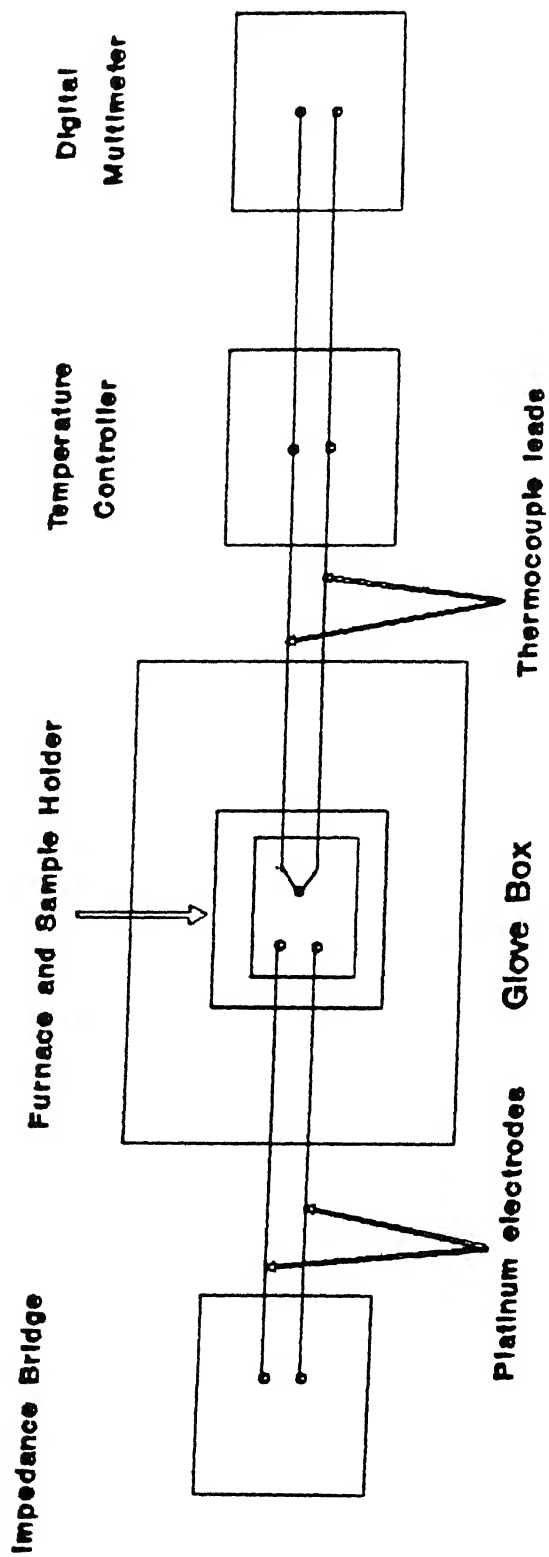 Impedance Bridge
Furnace and Sample Holder
Temperature
Controller
Digital
Multimeter
Platinum electrodes
Glove Box
Thermocouple leads